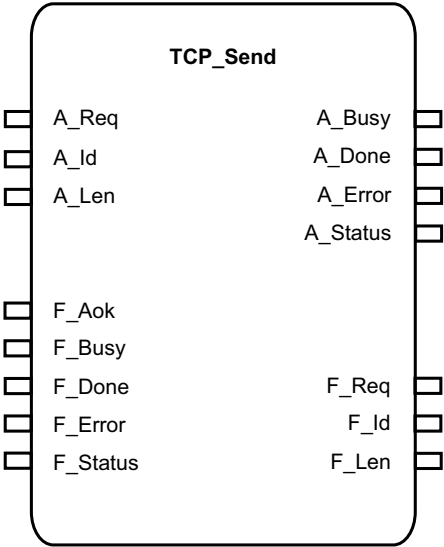 TCP_Send
A_Req A_Busy
A_Id A_Done
A_Len A_Error
A_Status
F_Aok
F_Busy
F_Done F_Req
F_Error F_Id
F_Status F_Len